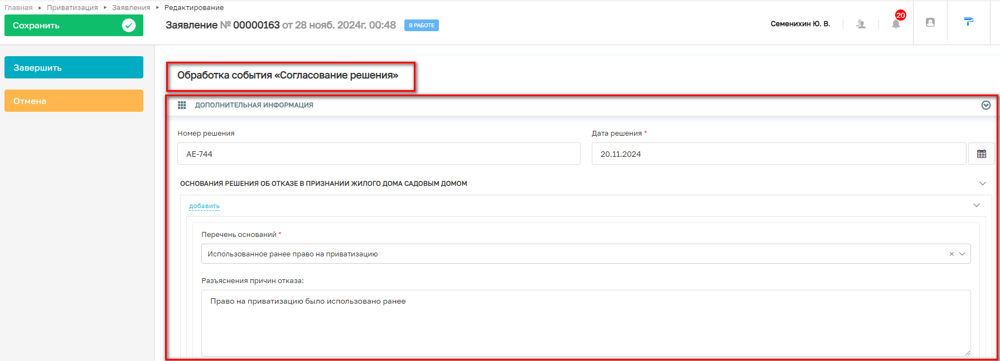 Главная ▸ Приватизация ▸ Заявления ▸ Редактирование
Сохранить
Заявление № 00000163 от 28 нояб. 2024г. 00:48 В РАБОТЕ
Семенихин Ю. В.
20
Завершить
Отмена
Обработка события «Согласование решения»
ДОПОЛНИТЕЛЬНАЯ ИНФОРМАЦИЯ
Номер решения
Дата решения *
АЕ-744
20.11.2024
ОСНОВАНИЯ РЕШЕНИЯ ОБ ОТКАЗЕ В ПРИЗНАНИИ ЖИЛОГО ДОМА САДОВЫМ ДОМОМ
добавить
Перечень оснований *
Использованное ранее право на приватизацию
Разъяснения причин отказа:
Право на приватизацию было использовано ранее